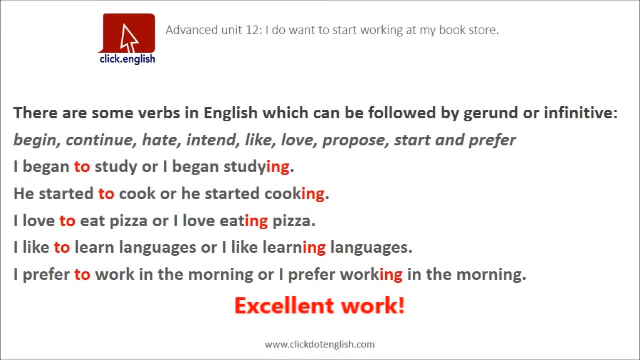 Advanced unit 12: I do want to start working at my book store.
click.english
There are some verbs in English which can be followed by gerund or infinitive:
begin, continue, hate, intend, like, love, propose, start and prefer
I began to study or I began studying.
He started to cook or he started cooking.
I love to eat pizza or I love eating pizza.
I like to learn languages or I like learning languages.
I prefer to work in the morning or I prefer working in the morning.
Excellent work!
www.clickdotenglish.com